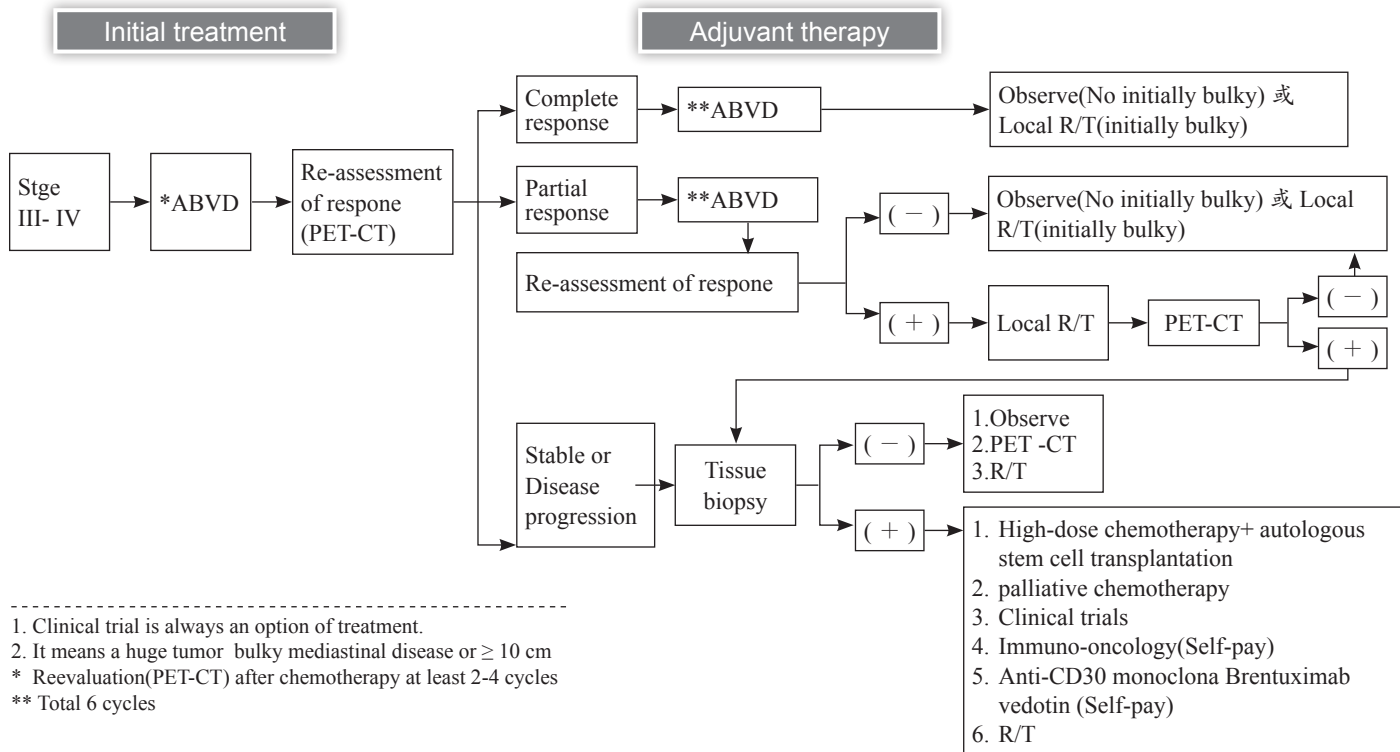 Initial treatment
Adjuvant therapy
Stge
III- IV
*ABVD
Re-assessment
of respone
(PET-CT)
Complete
response
**ABVD
Observe(No initially bulky) 或
Local R/T(initially bulky)
Partial
response
**ABVD
Re-assessment of respone
( － )
Observe(No initially bulky) 或 Local
R/T(initially bulky)
( ＋ )
Local R/T
PET-CT
( － )
( ＋ )
Stable or
Disease
progression
Tissue
biopsy
( － )
1.Observe
2.PET -CT
3.R/T
( ＋ )
1. High-dose chemotherapy+ autologous
stem cell transplantation
2. palliative chemotherapy
3. Clinical trials
4. Immuno-oncology(Self-pay)
5. Anti-CD30 monoclona Brentuximab
vedotin (Self-pay)
6. R/T
1. Clinical trial is always an option of treatment.
2. It means a huge tumor bulky mediastinal disease or ≥ 10 cm
* Reevaluation(PET-CT) after chemotherapy at least 2-4 cycles
** Total 6 cycles